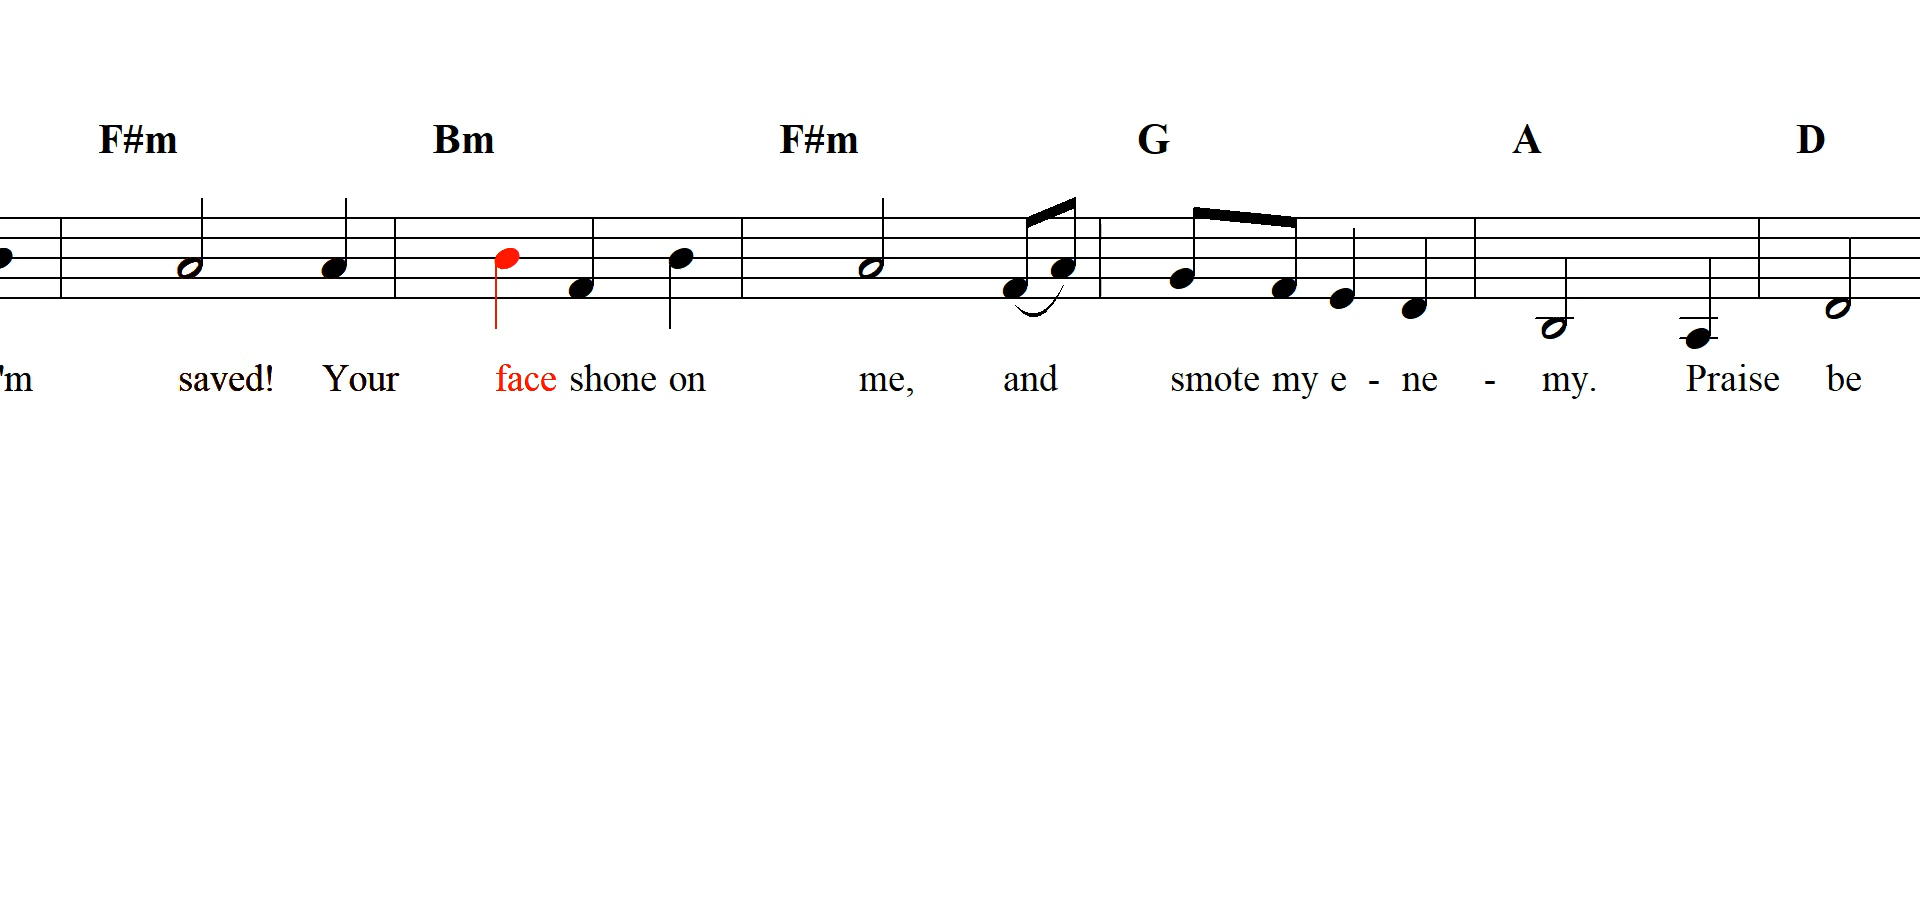 F#m Bm F#m G A D
'm saved! Your face shone on me, and smote my e - ne - my. Praise be